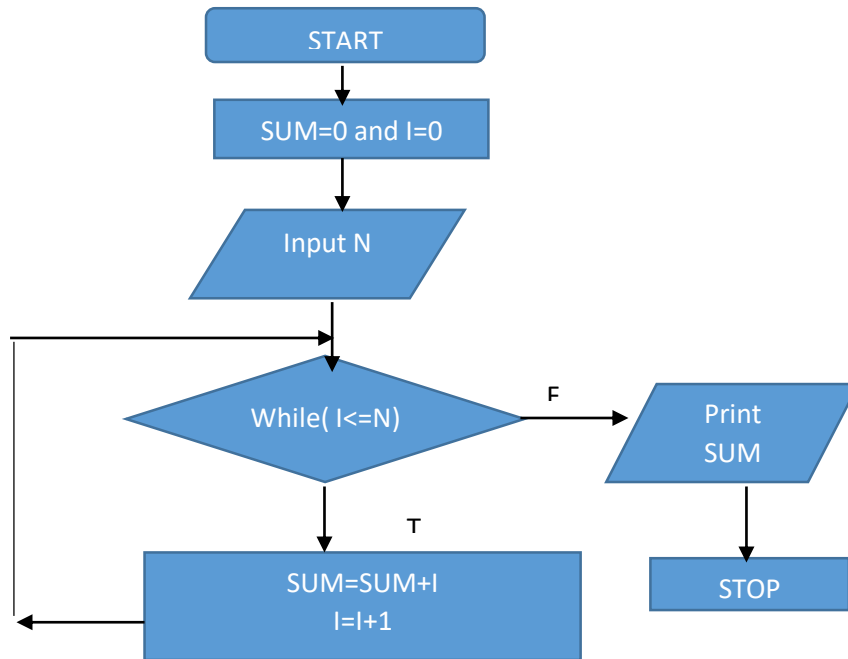 START
SUM=0 and I=0
Input N
While( I<=N)
F
Print
SUM
T
SUM=SUM+I
I=I+1
STOP